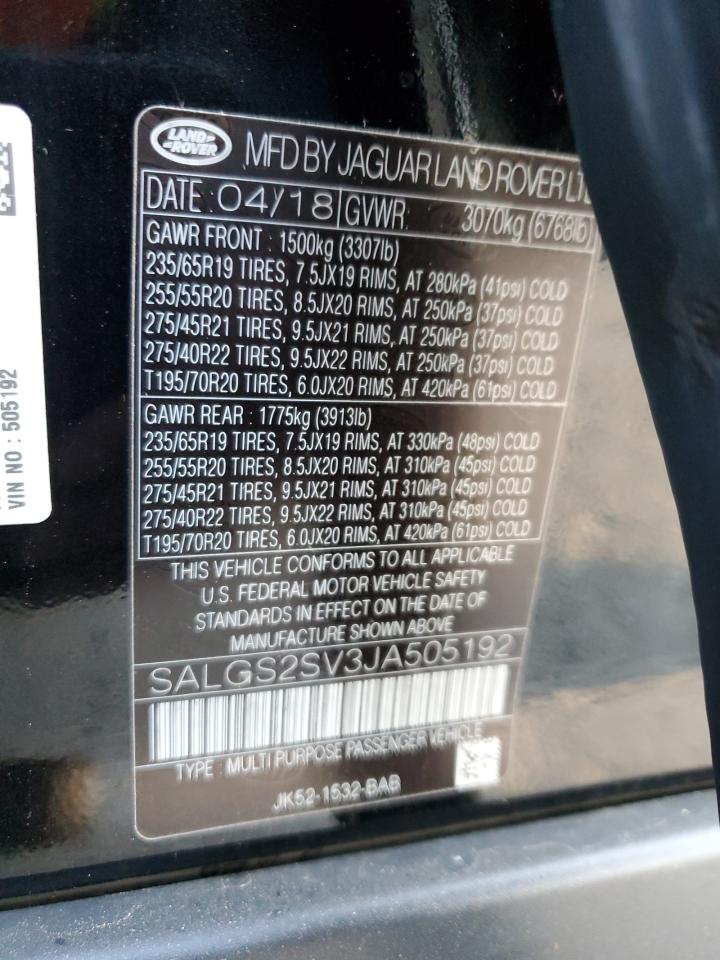 LAND ROVER
MFD BY JAGUAR LAND ROVER LT
DATE: 04/18 GVWR: 3070kg (6768lb)
GAWR FRONT : 1500kg (3307lb)
235/65R19 TIRES, 7.5JX19 RIMS, AT 280kPa (41psi) COLD
255/55R20 TIRES, 8.5JX20 RIMS, AT 250kPa (37psi) COLD
275/45R21 TIRES, 9.5JX21 RIMS, AT 250kPa (37psi) COLD
275/40R22 TIRES, 9.5JX22 RIMS, AT 250kPa (37psi) COLD
T195/70R20 TIRES, 6.0JX20 RIMS, AT 420kPa (61psi) COLD
GAWR REAR : 1775kg (3913lb)
235/65R19 TIRES, 7.5JX19 RIMS, AT 330kPa (48psi) COLD
255/55R20 TIRES, 8.5JX20 RIMS, AT 310kPa (45psi) COLD
275/45R21 TIRES, 9.5JX21 RIMS, AT 310kPa (45psi) COLD
275/40R22 TIRES, 9.5JX22 RIMS, AT 310kPa (45psi) COLD
T195/70R20 TIRES, 6.0JX20 RIMS, AT 420kPa (61psi) COLD
THIS VEHICLE CONFORMS TO ALL APPLICABLE
U.S. FEDERAL MOTOR VEHICLE SAFETY
STANDARDS IN EFFECT ON THE DATE OF
MANUFACTURE SHOWN ABOVE
SALGS2SV3JA505192
TYPE : MULTI PURPOSE PASSENGER VEHICLE
JK52-1532-BAB
VIN NO : 505192